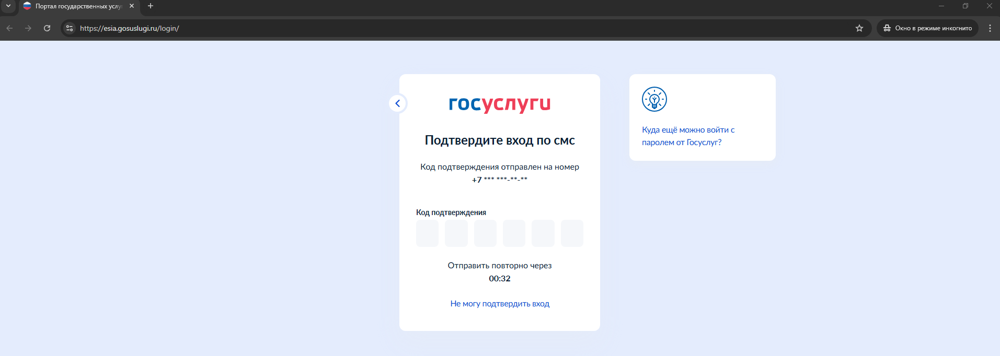 Портал государственных услу
https://esia.gosuslugi.ru/login/
Окно в режиме инкогнито
госуслуги
Подтвердите вход по смс
Код подтверждения отправлен на номер
+7 *** ***-**-**
Код подтверждения
Отправить повторно через
00:32
Не могу подтвердить вход
Куда ещё можно войти с
паролем от Госуслуг?